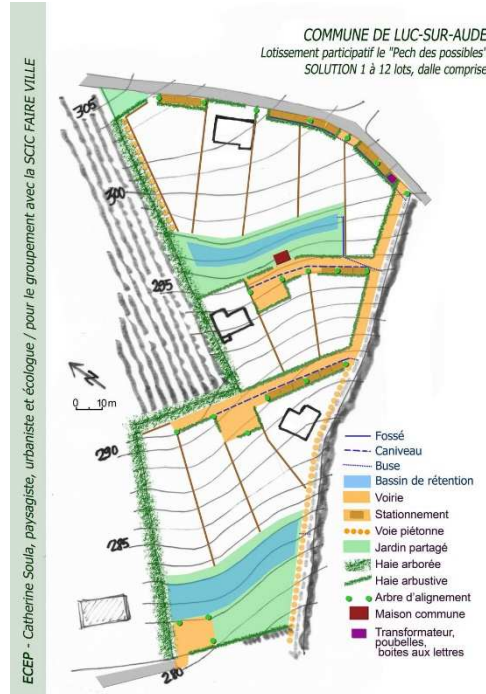 COMMUNE DE LUC-SUR-AUDE
Lotissement participatif le "Pech des possibles"
SOLUTION 1 à 12 lots, dalle comprise
ECEP - Catherine Soula, paysagiste, urbaniste et écologue / pour le groupement avec la SCIC FAIRE VILLE
305
300
295
N
0 10m
290
285
280
Fossé
Caniveau
Buse
Bassin de rétention
Voirie
Stationnement
Voie piétonne
Jardin partagé
Haie arborée
Haie arbustive
Arbre d'alignement
Maison commune
Transformateur,
poubelles,
boites aux lettres